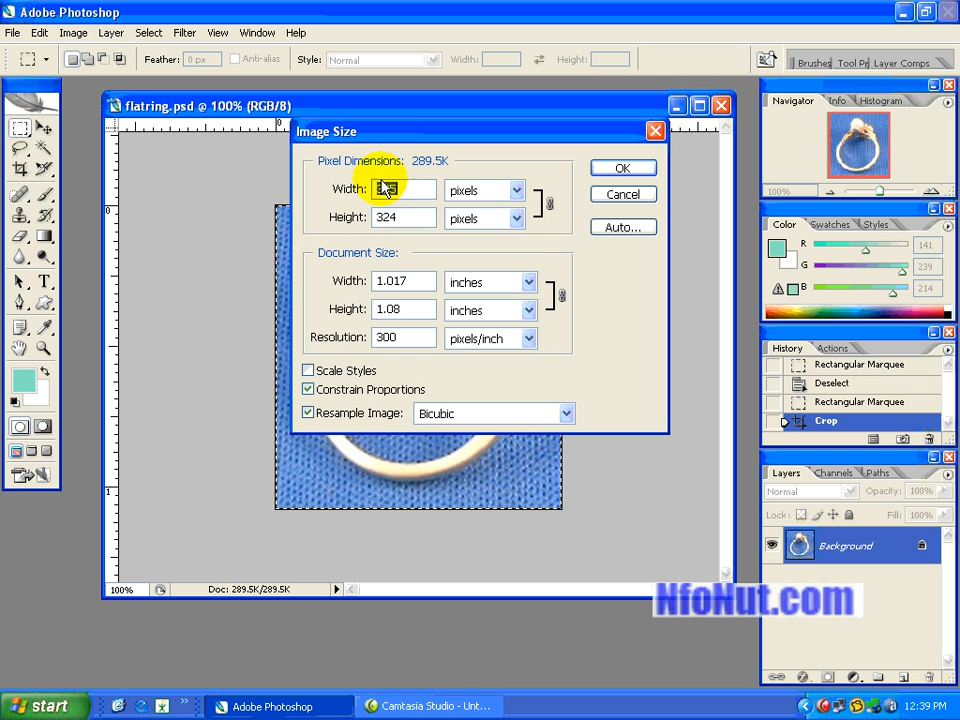 Adobe Photoshop
File Edit Image Layer Select Filter View Window Help
Feather: 0 px Anti-alias Style: Normal Width: Height: Brushes Tool Pr Layer Comps
flatring.psd @ 100% (RGB/8)
0
0
1
Image Size
Pixel Dimensions: 289.5K
Width: pixels
Height: 324 pixels
Document Size:
Width: 1.017 inches
Height: 1.08 inches
Resolution: 300 pixels/inch
Scale Styles
Constrain Proportions
Resample Image: Bicubic
OK
Cancel
Auto...
100% Doc: 289.5K/289.5K
Navigator Info Histogram
100%
Color Swatches Styles
R 141
G 239
B 214
History Actions
Rectangular Marquee
Deselect
Rectangular Marquee
Crop
Layers Channels Paths
Normal Opacity: 100%
Lock: Fill: 100%
Background
NfoNut.com
start Adobe Photoshop Camtasia Studio - Unt... 12:39 PM